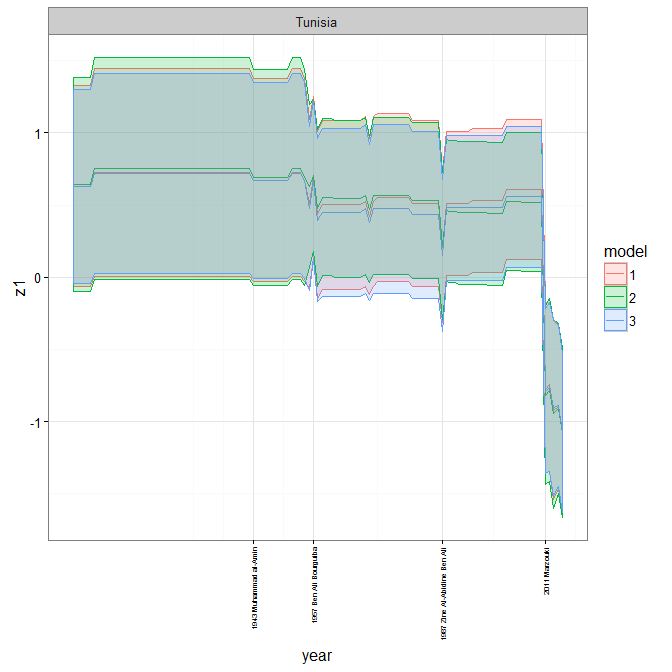 Tunisia
z1
1
0
-1
1943 Muhammad al-Amin
1957 Ben Ali Bourguiba
1987 Zine Al-Abidine Ben Ali
2011 Marzouki
year
model
1
2
3